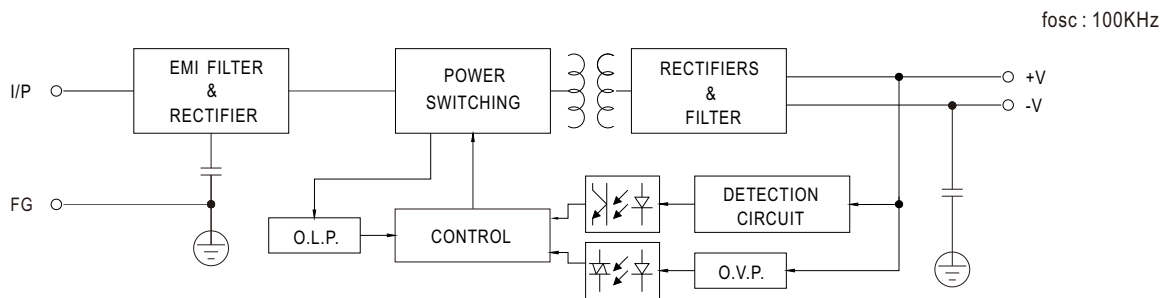 fosc : 100KHz
EMI FILTER
&
RECTIFIER
POWER
SWITCHING
RECTIFIERS
&
FILTER
I/P
+V
-V
FG
DETECTION
CIRCUIT
O.L.P.
CONTROL
O.V.P.